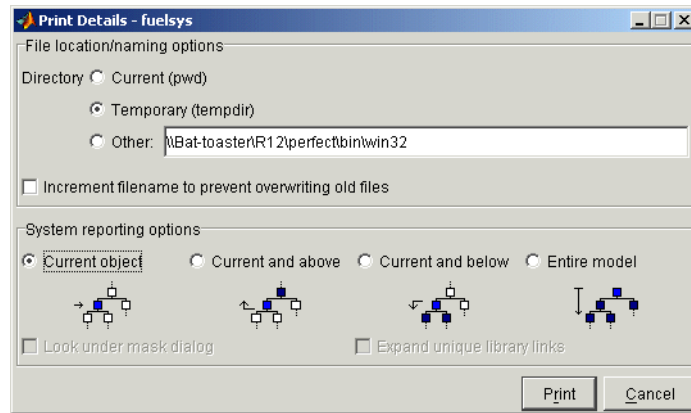 Print Details - fuelsys
File location/naming options
Directory Current (pwd)
Temporary (tempdir)
Other: \\Bat-toaster\R12\perfect\bin\win32
Increment filename to prevent overwriting old files
System reporting options
Current object Current and above Current and below Entire model
Look under mask dialog Expand unique library links
Print Cancel